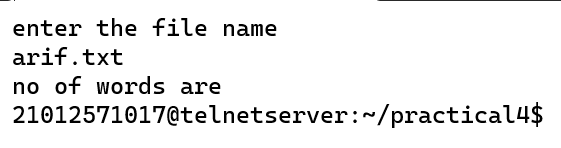 enter the file name
arif.txt
no of words are
21012571017@telnetserver:~/practical4$